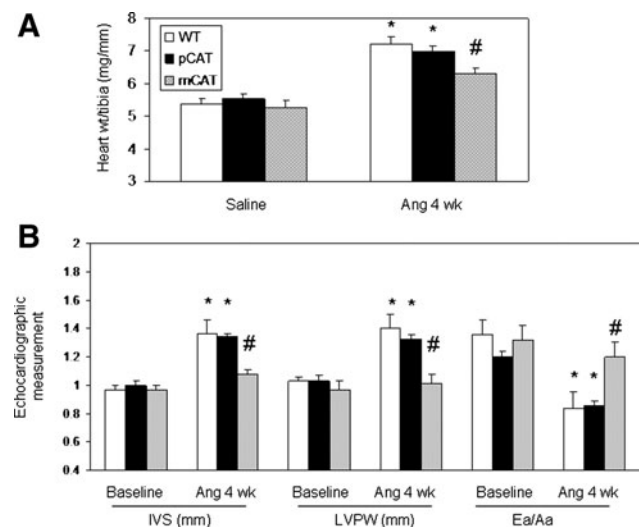 A
8
7
6
5
4
3
Heart wt/tibia (mg/mm)
WT
pCAT
mCAT
* * #
Saline Ang 4 wk
B
2
1.8
1.6
1.4
1.2
1
0.8
0.6
0.4
Echocardiographic
measurement
* * #
* * #
* * #
Baseline Ang 4 wk Baseline Ang 4 wk Baseline Ang 4 wk
IVS (mm) LVPW (mm) Ea/Aa